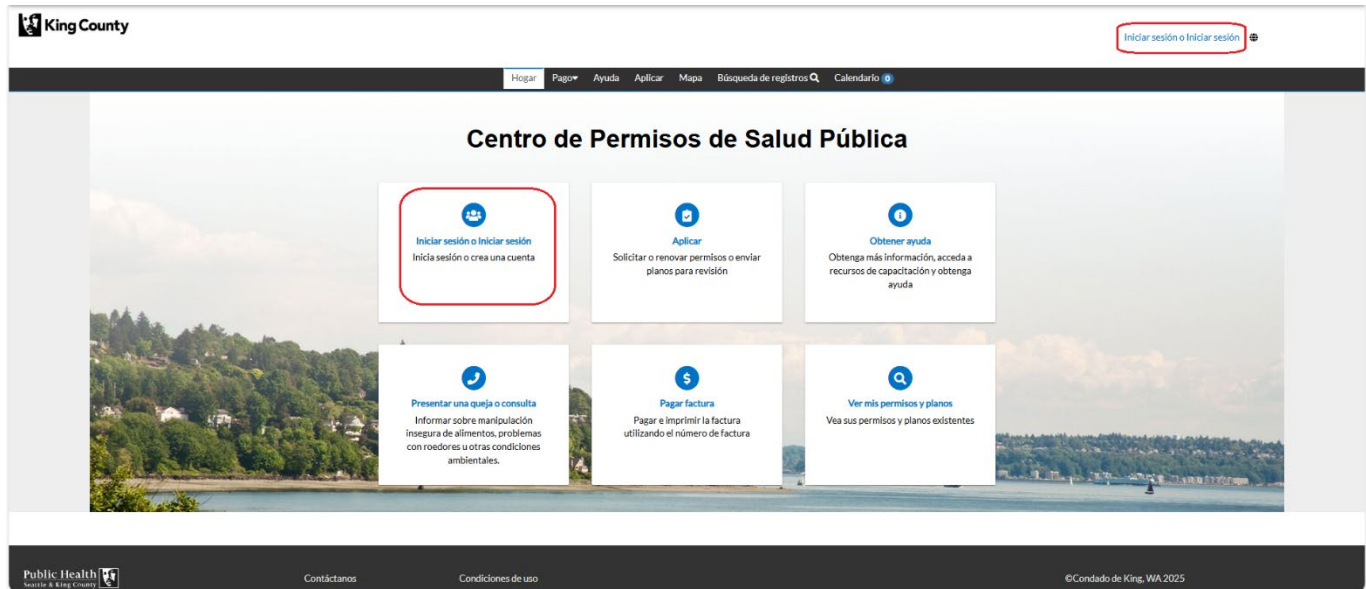 King County
Iniciar sesión o Iniciar sesión
Hogar Pago Ayuda Aplicar Mapa Búsqueda de registros Calendario 0
Centro de Permisos de Salud Pública
Iniciar sesión o Iniciar sesión
Inicia sesión o crea una cuenta
Aplicar
Solicitar o renovar permisos o enviar
planos para revisión
Obtener ayuda
Obtenga más información, acceda a
recursos de capacitación y obtenga
ayuda
Presentar una queja o consulta
Informar sobre manipulación
insegura de alimentos, problemas
con roedores u otras condiciones
ambientales.
Pagar factura
Pagar e imprimir la factura
utilizando el número de factura
Ver mis permisos y planos
Vea sus permisos y planos existentes
Public Health
Seattle & King County
Contáctanos
Condiciones de uso
©Condado de King, WA 2025